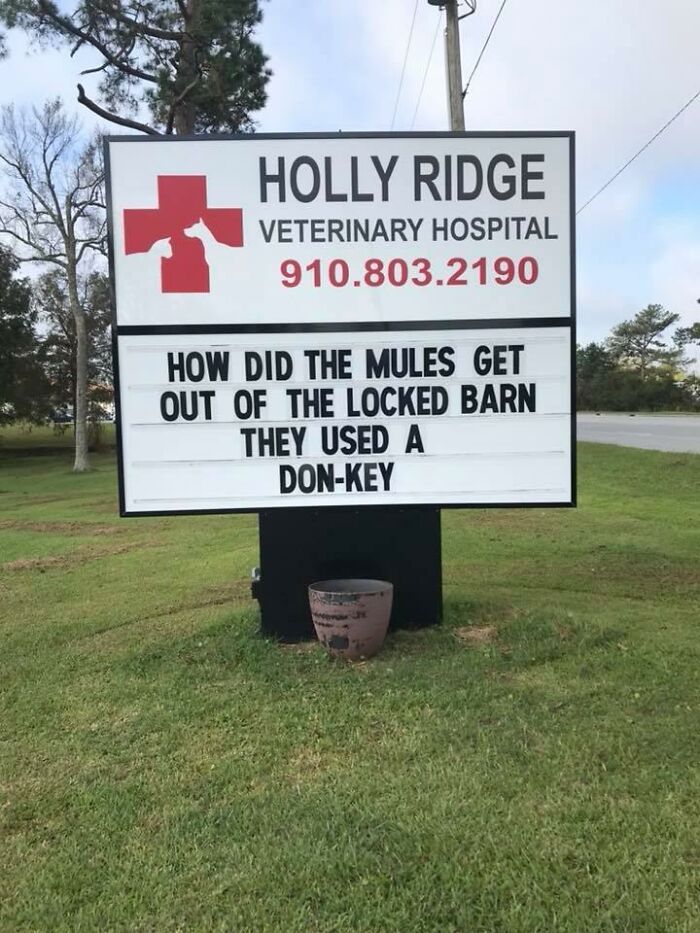 HOLLY RIDGE
VETERINARY HOSPITAL
910.803.2190
HOW DID THE MULES GET
OUT OF THE LOCKED BARN
THEY USED A
DON-KEY